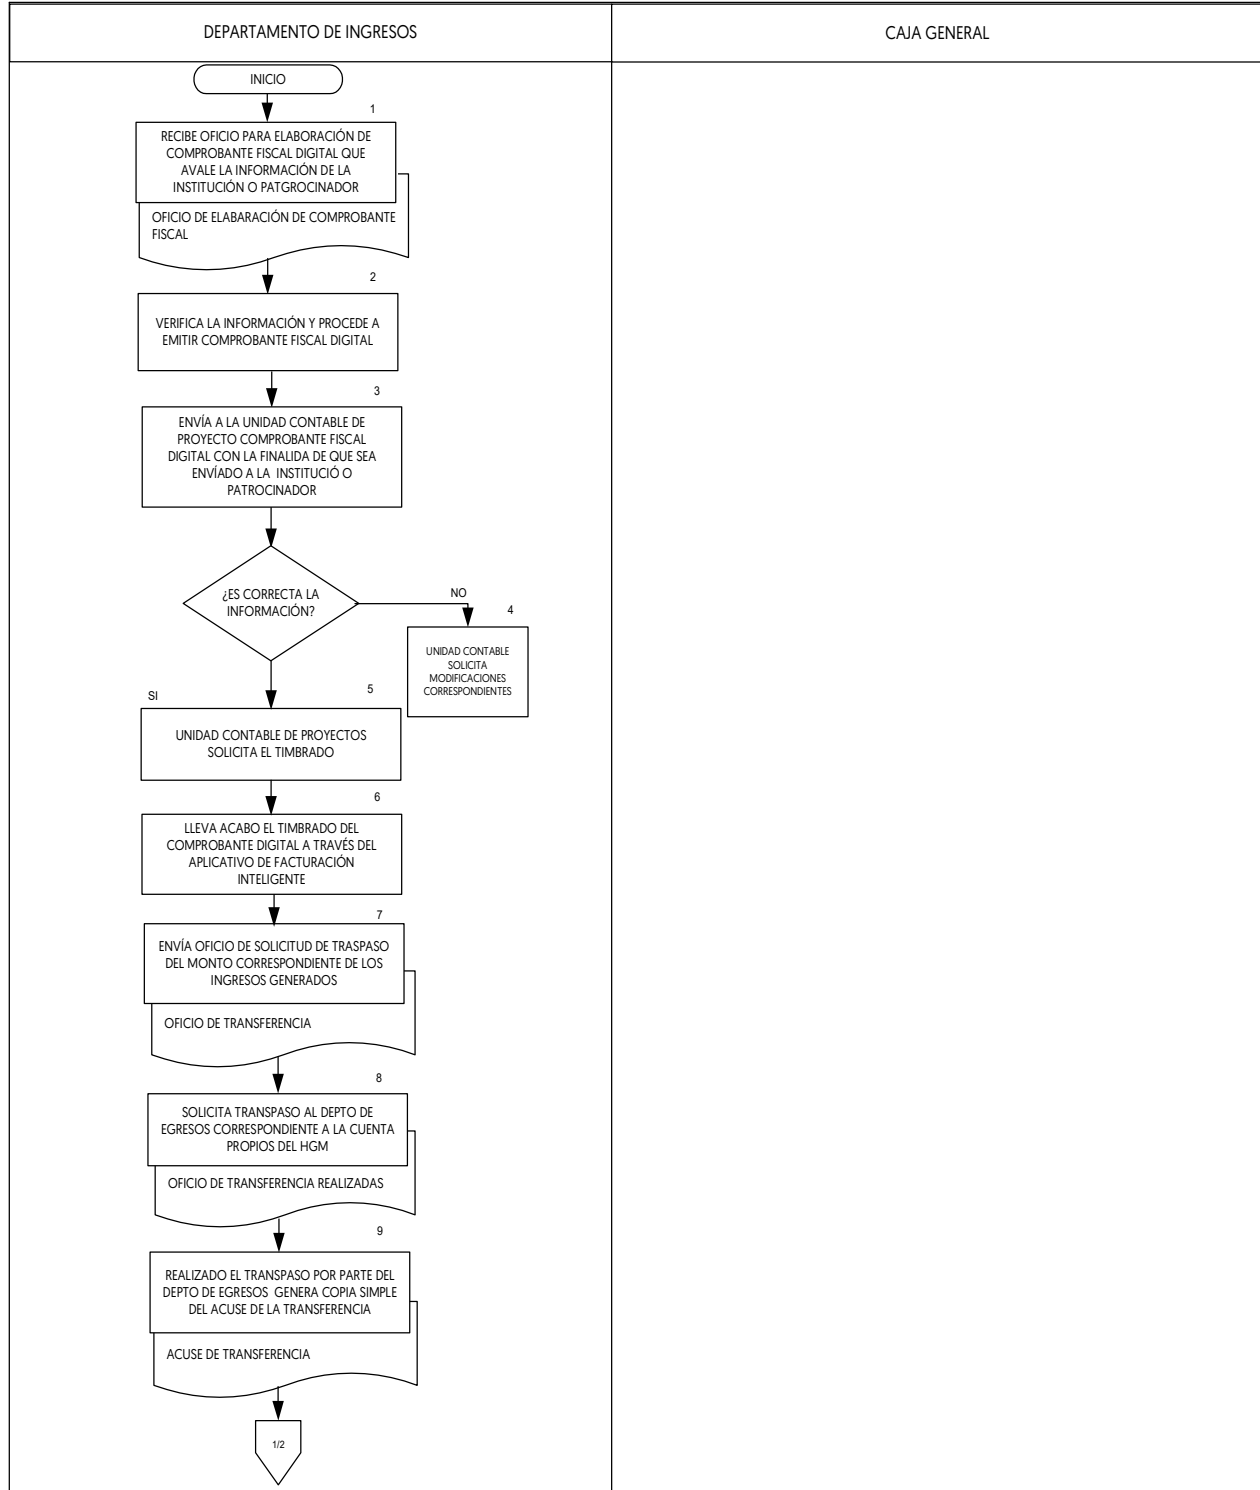 DEPARTAMENTO DE INGRESOS
CAJA GENERAL
INICIO
1
RECIBE OFICIO PARA ELABORACIÓN DE
COMPROBANTE FISCAL DIGITAL QUE
AVALE LA INFORMACIÓN DE LA
INSTITUCIÓN O PATGROCINADOR
OFICIO DE ELABARACIÓN DE COMPROBANTE
FISCAL
2
VERIFICA LA INFORMACIÓN Y PROCEDE A
EMITIR COMPROBANTE FISCAL DIGITAL
3
ENVÍA A LA UNIDAD CONTABLE DE
PROYECTO COMPROBANTE FISCAL
DIGITAL CON LA FINALIDA DE QUE SEA
ENVÍADO A LA  INSTITUCIÓ O
PATROCINADOR
¿ES CORRECTA LA
INFORMACIÓN?
NO
4
UNIDAD CONTABLE
SOLICITA
MODIFICACIONES
CORRESPONDIENTES
SI
5
UNIDAD CONTABLE DE PROYECTOS
SOLICITA EL TIMBRADO
6
LLEVA ACABO EL TIMBRADO DEL
COMPROBANTE DIGITAL A TRAVÉS DEL
APLICATIVO DE FACTURACIÓN
INTELIGENTE
7
ENVÍA OFICIO DE SOLICITUD DE TRASPASO
DEL MONTO CORRESPONDIENTE DE LOS
INGRESOS GENERADOS
OFICIO DE TRANSFERENCIA
8
SOLICITA TRANSPASO AL DEPTO DE
EGRESOS CORRESPONDIENTE A LA CUENTA
PROPIOS DEL HGM
OFICIO DE TRANSFERENCIA REALIZADAS
9
REALIZADO EL TRANSPASO POR PARTE DEL
DEPTO DE EGRESOS  GENERA COPIA SIMPLE
DEL ACUSE DE LA TRANSFERENCIA
ACUSE DE TRANSFERENCIA
1/2